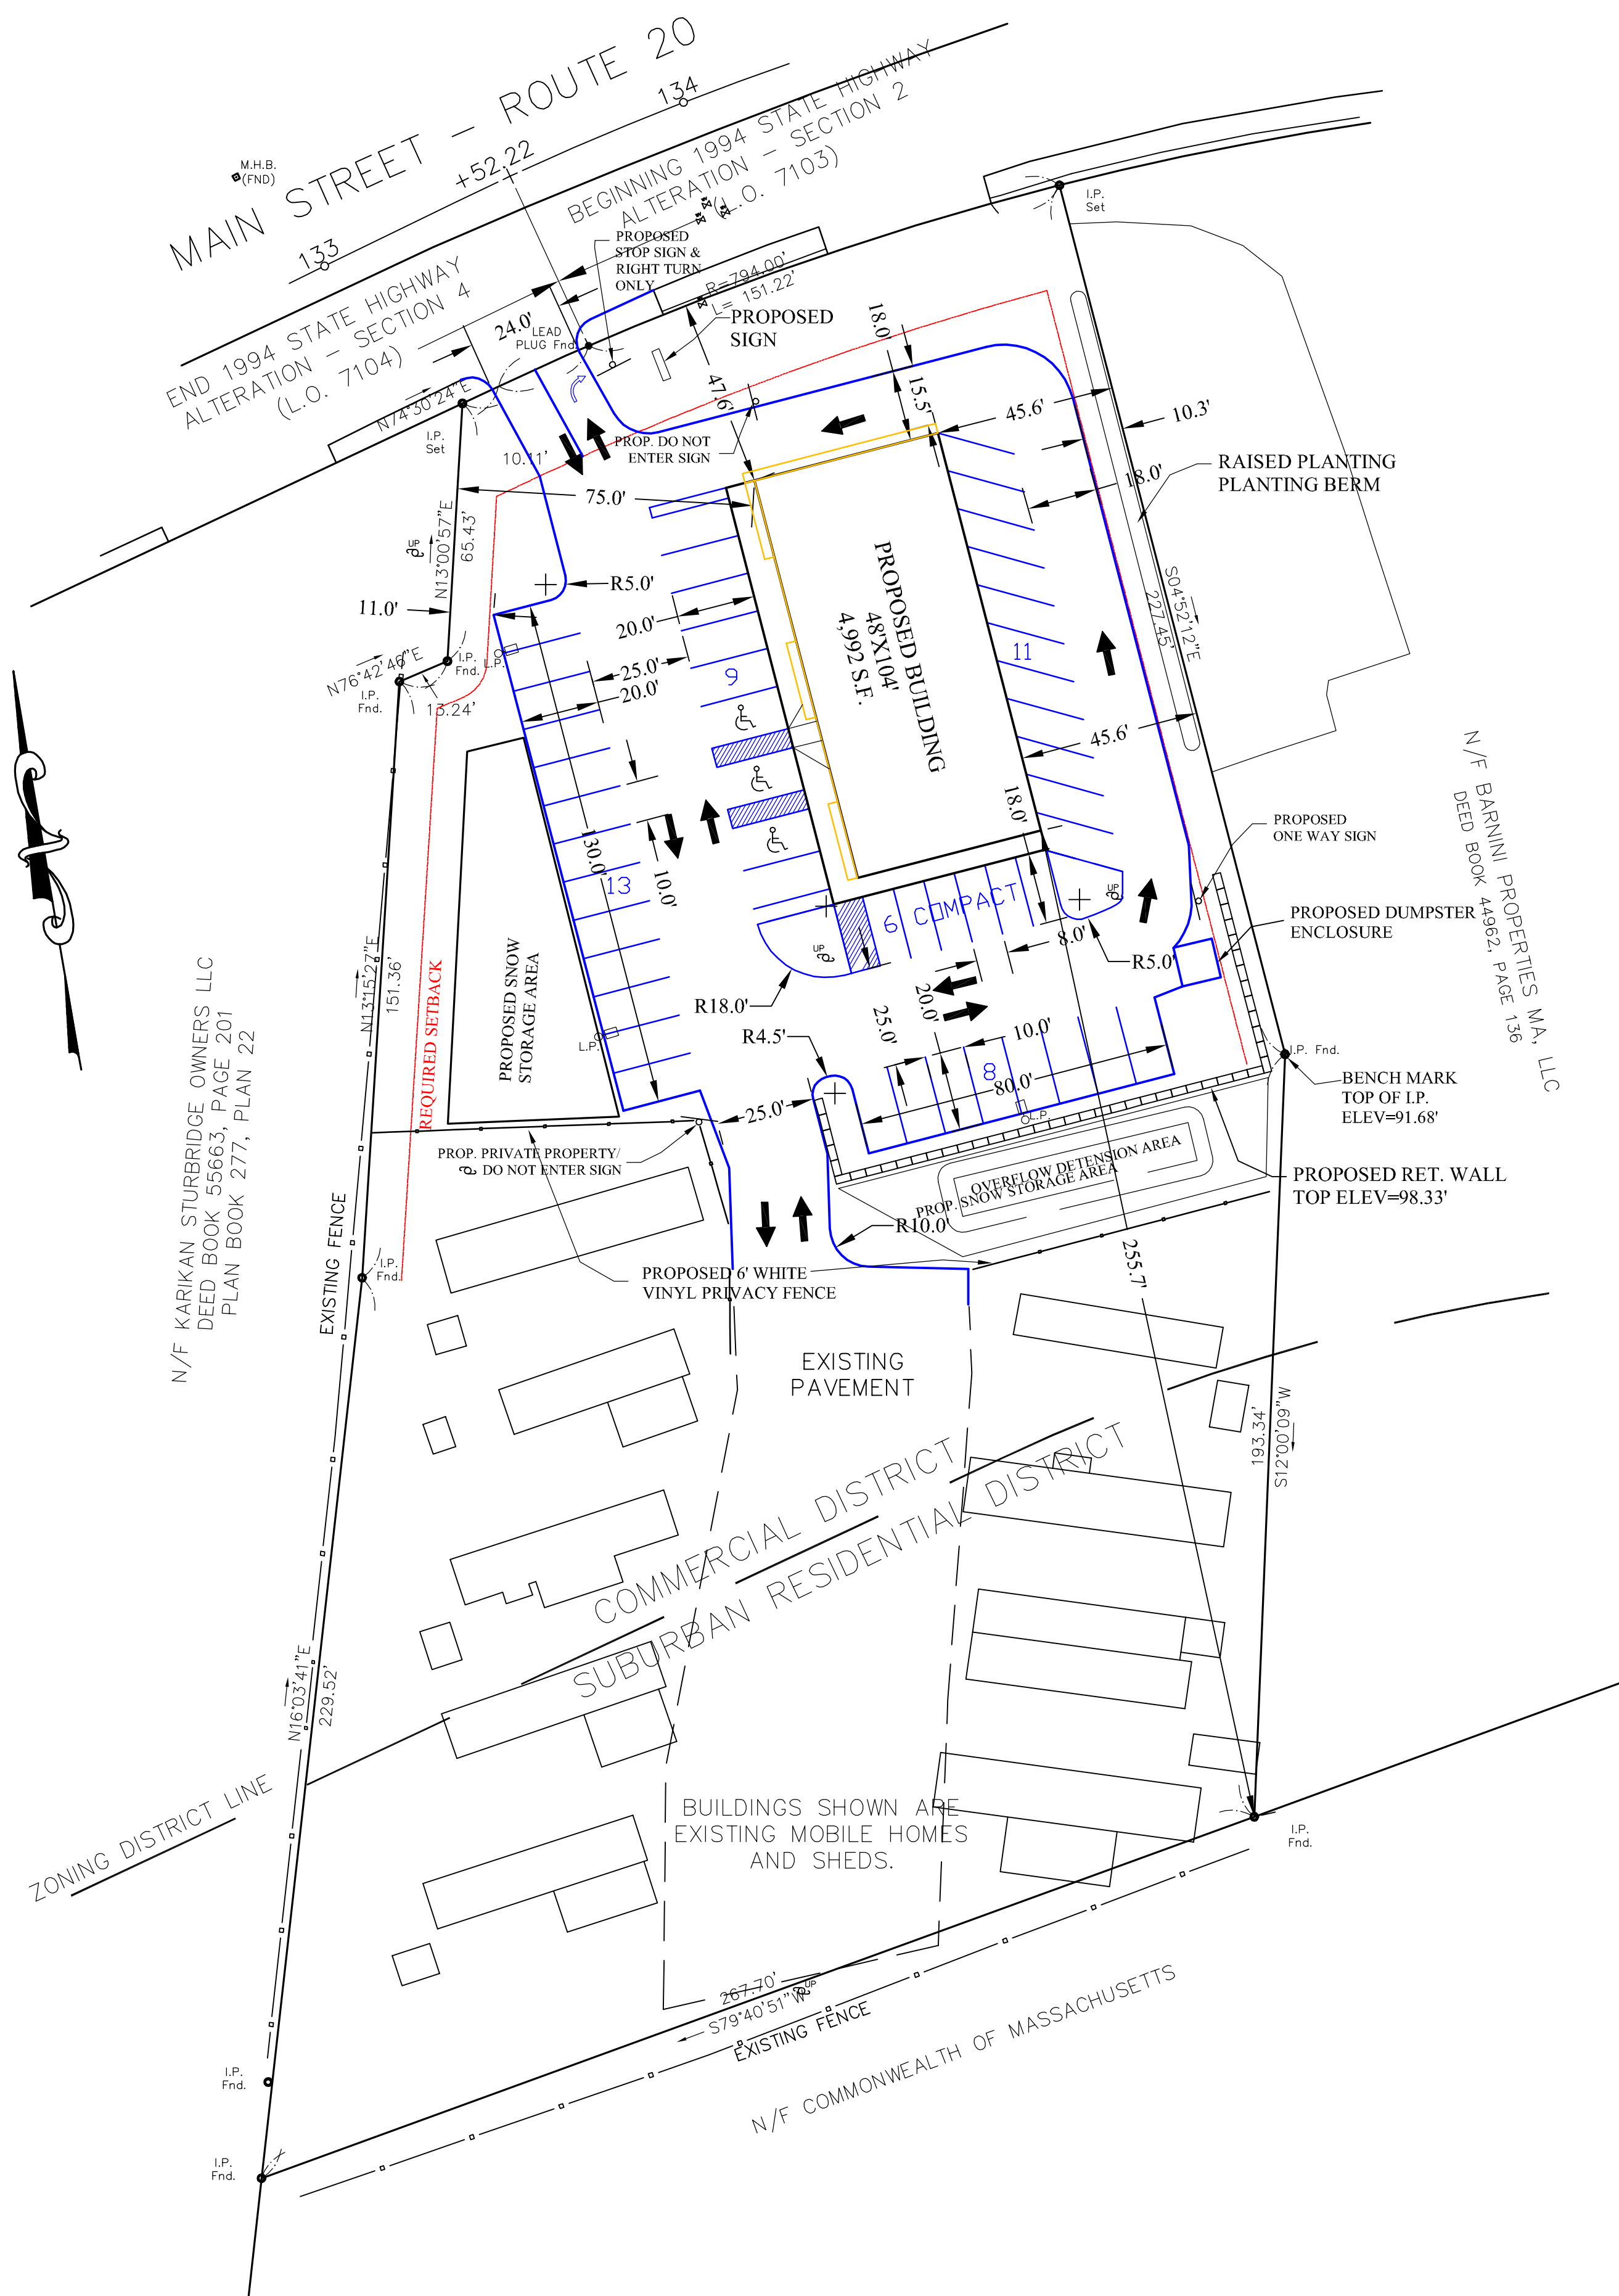 MAIN STREET – ROUTE 20
M.H.B.
(FND)
133
+52.22
134
END 1994 STATE HIGHWAY
ALTERATION – SECTION 4
(L.O. 7104)
BEGINNING 1994 STATE HIGHWAY
ALTERATION – SECTION 2
(L.O. 7103)
PROPOSED
STOP SIGN &
RIGHT TURN
ONLY
R=794.00'
L= 151.22'
PROPOSED
SIGN
24.0'
LEAD
PLUG Fnd.
I.P.
Set
N74°30'24"E
10.11'
I.P.
Set
47.6'
18.0'
15.5'
45.6'
10.3'
18.0'
RAISED PLANTING
PLANTING BERM
PROP. DO NOT
ENTER SIGN
75.0'
N13°00'57"E
65.43'
UP
R5.0'
11.0'
20.0'
25.0'
20.0'
L.P.
N76°42'46"E
13.24'
I.P.
Fnd.
I.P.
Fnd.
PROPOSED BUILDING
48'X104'
4,992 S.F.
9
11
S04°52'12"E
227.45'
45.6'
N/F BARNINI PROPERTIES MA, LLC
DEED BOOK 44962, PAGE 136
18.0'
PROPOSED
ONE WAY SIGN
130.0'
10.0'
13
6 COMPACT
UP
UP
8.0'
R5.0'
PROPOSED DUMPSTER
ENCLOSURE
PROPOSED SNOW
STORAGE AREA
REQUIRED SETBACK
N13°15'27"E
151.36'
N/F KARIKAN STURBRIDGE OWNERS LLC
DEED BOOK 55663, PAGE 201
PLAN BOOK 277, PLAN 22
R18.0'
R4.5'
L.P.
25.0'
20.0'
10.0'
8
80.0'
25.0'
L.P.
I.P. Fnd.
BENCH MARK
TOP OF I.P.
ELEV=91.68'
PROP. PRIVATE PROPERTY/
DO NOT ENTER SIGN
OVERFLOW DETENSION AREA
PROP. SNOW STORAGE AREA
PROPOSED RET. WALL
TOP ELEV=98.33'
R10.0'
255.7'
EXISTING FENCE
I.P.
Fnd.
PROPOSED 6' WHITE
VINYL PRIVACY FENCE
EXISTING
PAVEMENT
193.34'
S12°00'09"W
COMMERCIAL DISTRICT
SUBURBAN RESIDENTIAL DISTRICT
N16°03'41"E
229.52'
ZONING DISTRICT LINE
BUILDINGS SHOWN ARE
EXISTING MOBILE HOMES
AND SHEDS.
I.P.
Fnd.
267.70'
S79°40'51"W
UP
EXISTING FENCE
N/F COMMONWEALTH OF MASSACHUSETTS
I.P.
Fnd.
I.P.
Fnd.